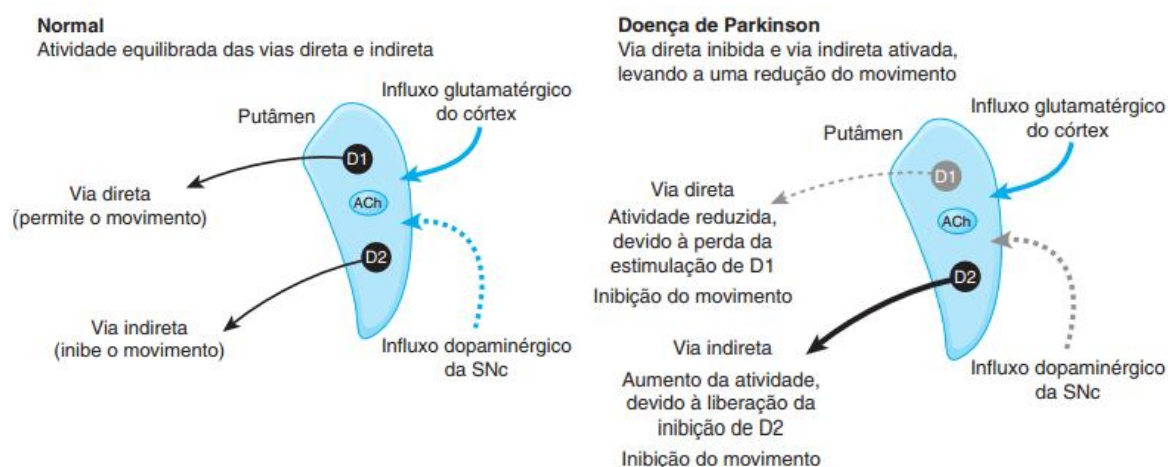 Normal
Atividade equilibrada das vias direta e indireta
Influxo glutamatérgico
do córtex
Putâmen
D1
Via direta
(permite o movimento)
ACh
D2
Via indireta
(inibe o movimento)
Influxo dopaminérgico
da SNc
Doença de Parkinson
Via direta inibida e via indireta ativada,
levando a uma redução do movimento
Influxo glutamatérgico
do córtex
Putâmen
D1
Via direta
Atividade reduzida,
devido à perda da
estimulação de D1
Inibição do movimento
ACh
D2
Via indireta
Aumento da atividade,
devido à liberação da
inibição de D2
Inibição do movimento
Influxo dopaminérgico
da SNc